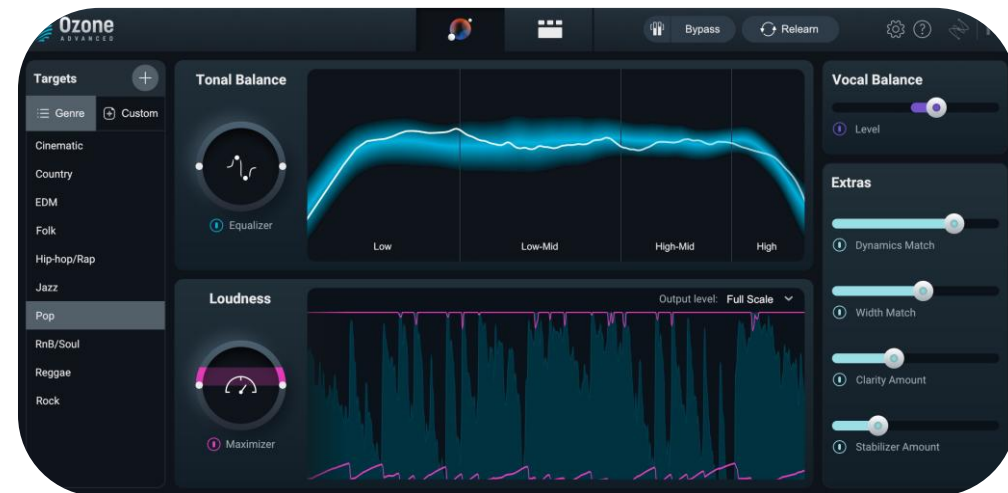 Ozone
ADVANCED
Bypass
Relearn
Targets
Genre
Custom
Cinematic
Country
EDM
Folk
Hip-hop/Rap
Jazz
Pop
RnB/Soul
Reggae
Rock
Tonal Balance
Equalizer
Low
Low-Mid
High-Mid
High
Loudness
Output level: Full Scale
Maximizer
Vocal Balance
Level
Extras
Dynamics Match
Width Match
Clarity Amount
Stabilizer Amount